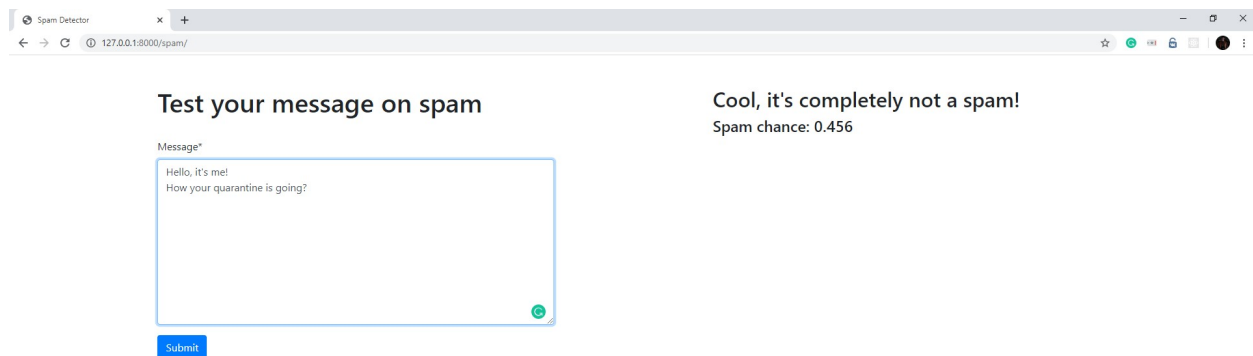 Spam Detector
127.0.0.1:8000/spam/
Test your message on spam
Message*
Hello, it's me!
How your quarantine is going?
Submit
Cool, it's completely not a spam!
Spam chance: 0.456